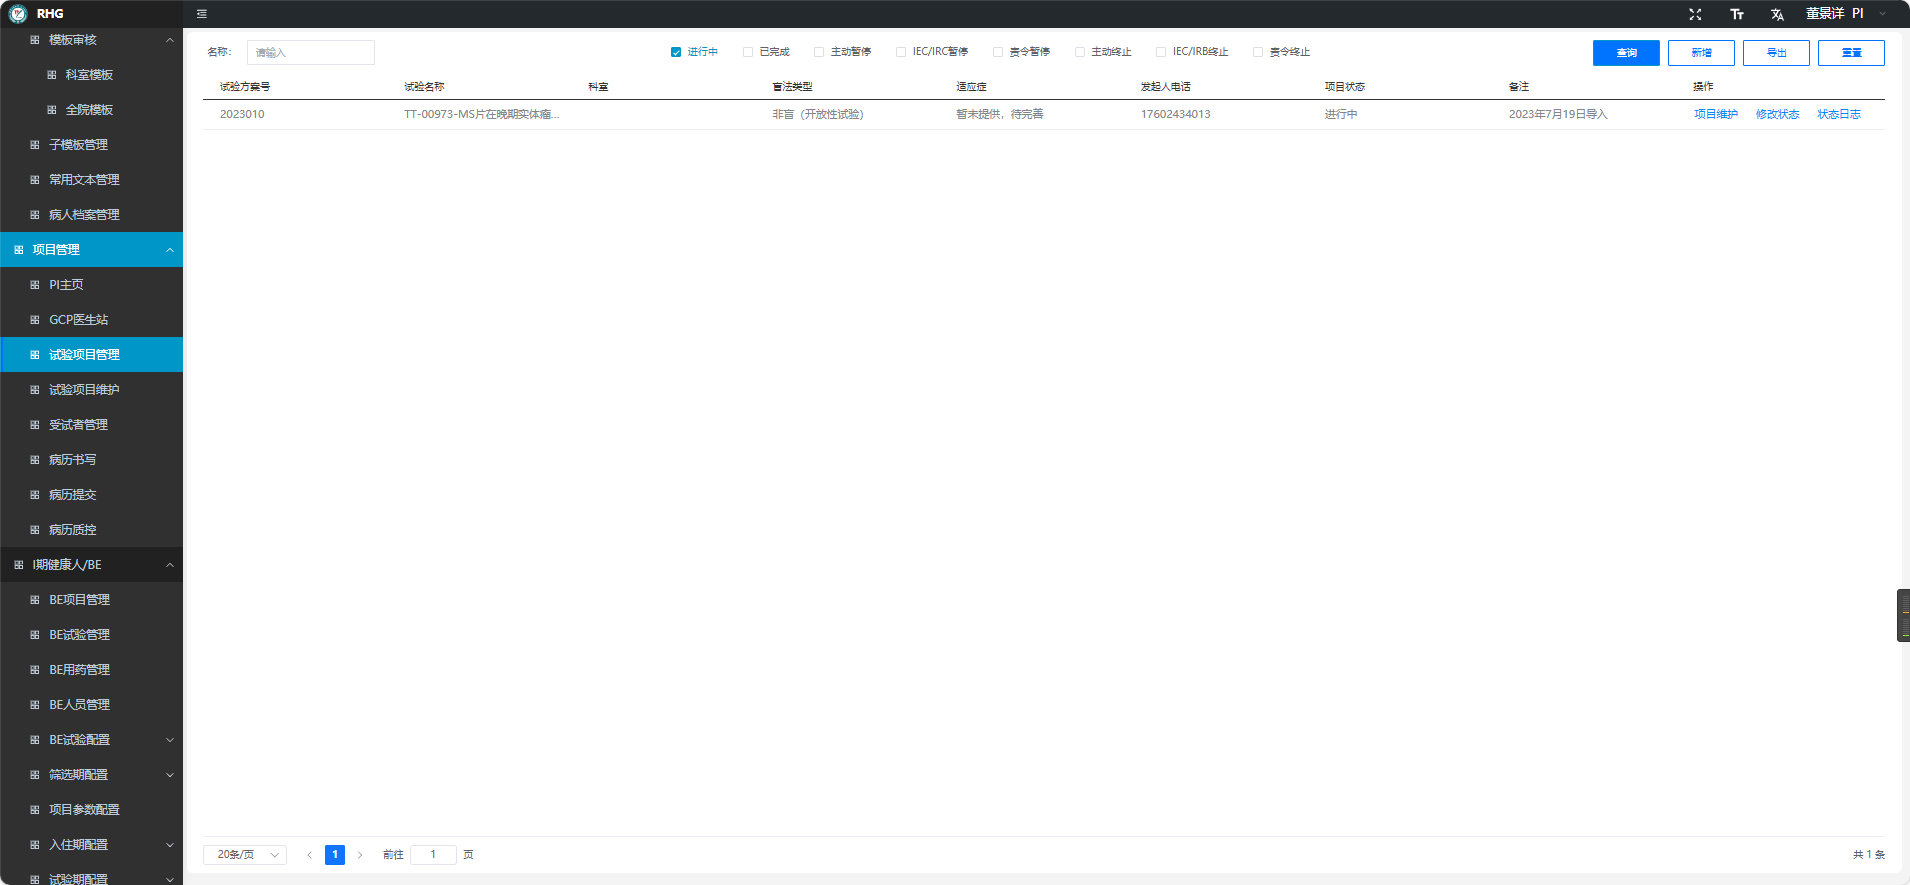 RHG
董景洋 PI
模板审核
科室模板
全院模板
子模板管理
常用文本管理
病人档案管理
项目管理
PI主页
GCP医生站
试验项目管理
试验项目维护
受试者管理
病历书写
病历提交
病历质控
I期健康人/BE
BE项目管理
BE试验管理
BE用药管理
BE人员管理
BE试验配置
筛选期配置
项目参数配置
入住期配置
试验期配置
名称： 请输入 进行中 已完成 主动暂停 IEC/IRC暂停 责令暂停 主动终止 IEC/IRB终止 责令终止 查询 新增 导出 重置
试验方案号 试验名称 科室 盲法类型 适应症 发起人电话 项目状态 备注 操作
2023010 TT-00973-MS片在晚期实体瘤... 非盲（开放性试验） 暂未提供，待完善 17602434013 进行中 2023年7月19日导入 项目维护 修改状态 状态日志
20条/页 1 前往 1 页 共 1 条